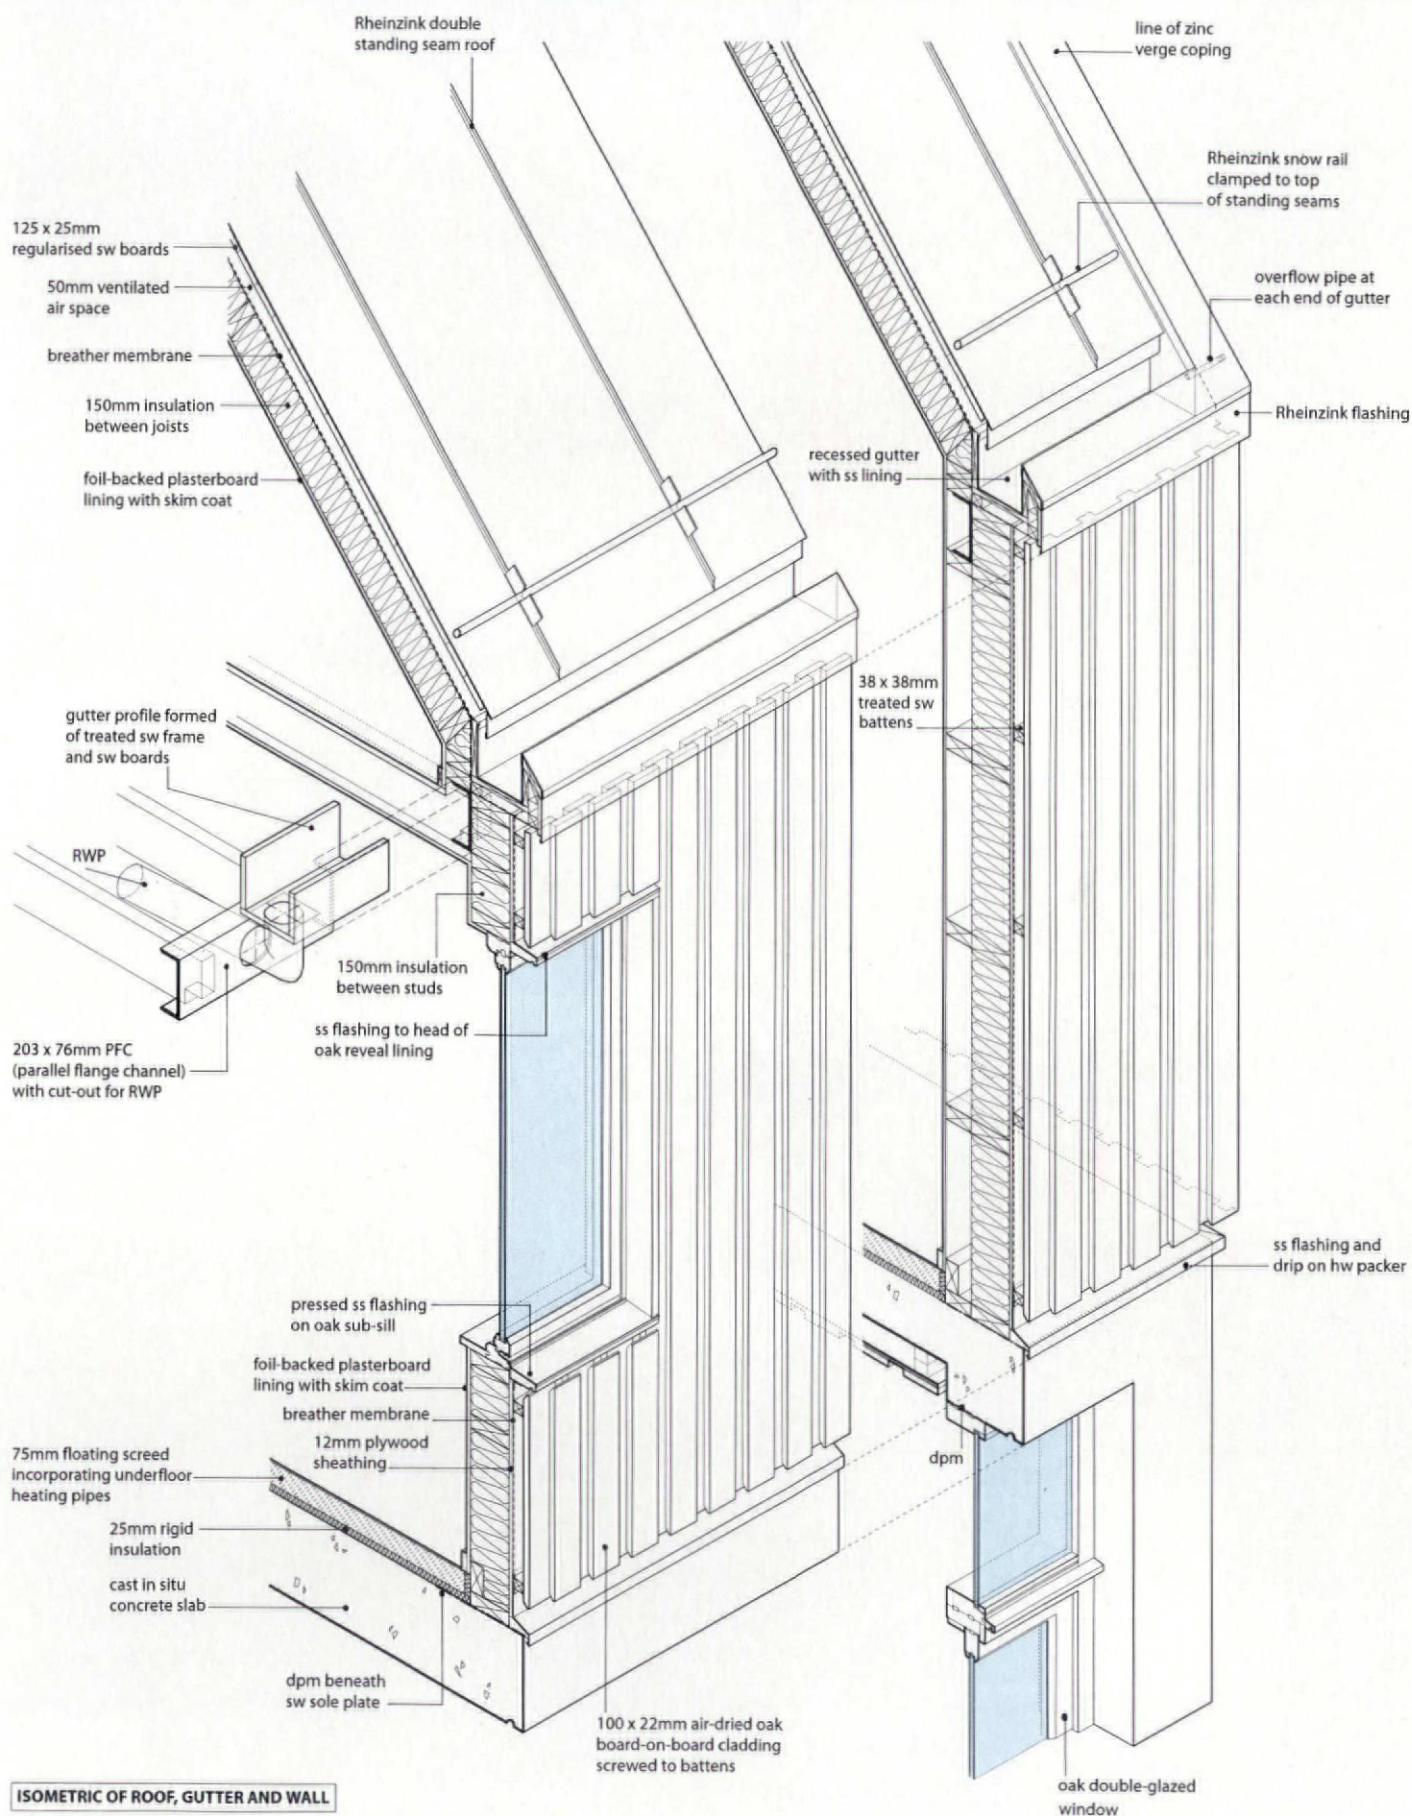 Rheinzink double
standing seam roof
line of zinc
verge coping
Rheinzink snow rail
clamped to top
of standing seams
125 x 25mm
regularised sw boards
50mm ventilated
air space
overflow pipe at
each end of gutter
breather membrane
150mm insulation
between joists
Rheinzink flashing
recessed gutter
with ss lining
foil-backed plasterboard
lining with skim coat
38 x 38mm
treated sw
battens
gutter profile formed
of treated sw frame
and sw boards
RWP
150mm insulation
between studs
ss flashing to head of
oak reveal lining
203 x 76mm PFC
(parallel flange channel)
with cut-out for RWP
ss flashing and
drip on hw packer
pressed ss flashing
on oak sub-sill
foil-backed plasterboard
lining with skim coat
breather membrane
12mm plywood
sheathing
dpm
75mm floating screed
incorporating underfloor
heating pipes
25mm rigid
insulation
cast in situ
concrete slab
dpm beneath
sw sole plate
100 x 22mm air-dried oak
board-on-board cladding
screwed to battens
oak double-glazed
window
ISOMETRIC OF ROOF, GUTTER AND WALL